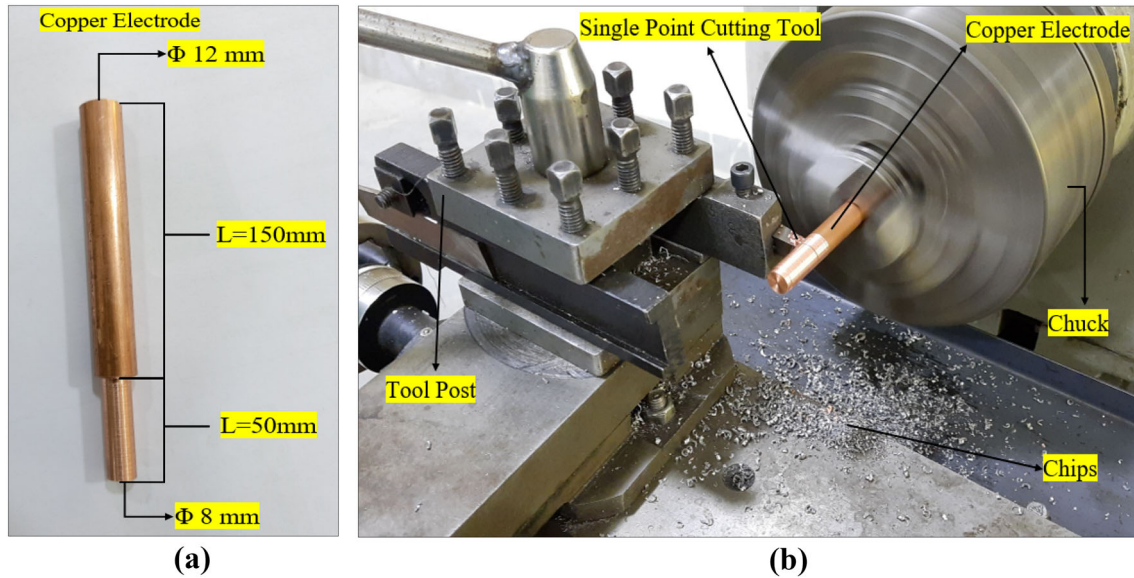 Copper Electrode
Φ 12 mm
L=150mm
L=50mm
Φ 8 mm
(a)
Single Point Cutting Tool
Copper Electrode
Chuck
Tool Post
Chips
(b)